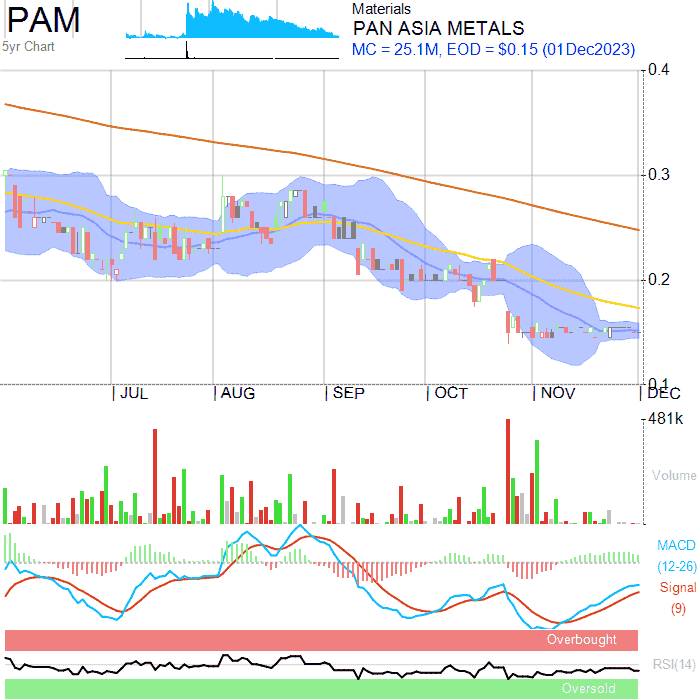 PAM
5yr Chart
Materials
PAN ASIA METALS
MC = 25.1M, EOD = $0.15 (01Dec2023)
0.4
0.3
0.2
0.1
JUL AUG SEP OCT NOV DEC
481k
Volume
MACD
(12-26)
Signal
(9)
Overbought
RSI(14)
Oversold